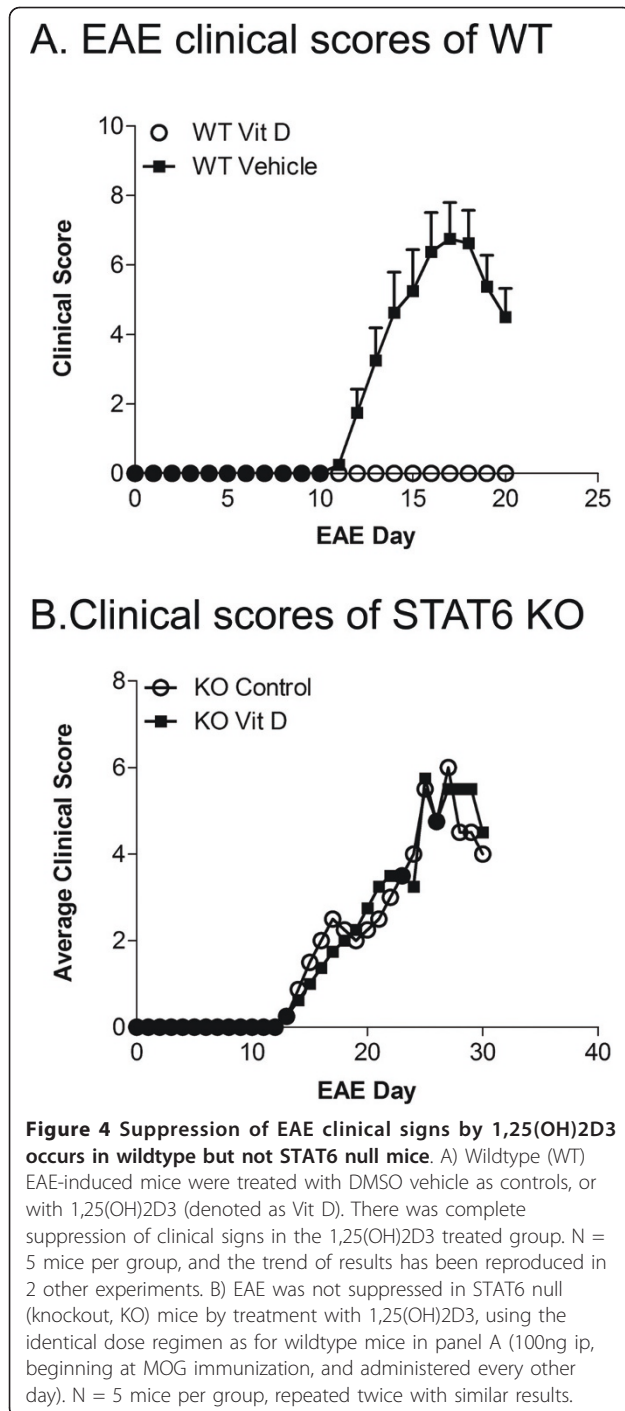 A. EAE clinical scores of WT
10
8
6
4
2
0
Clinical Score
WT Vit D
WT Vehicle
0 5 10 15 20 25
EAE Day
B.Clinical scores of STAT6 KO
8
6
4
2
0
Average Clinical Score
KO Control
KO Vit D
0 10 20 30 40
EAE Day
Figure 4 Suppression of EAE clinical signs by 1,25(OH)2D3
occurs in wildtype but not STAT6 null mice. A) Wildtype (WT)
EAE-induced mice were treated with DMSO vehicle as controls, or
with 1,25(OH)2D3 (denoted as Vit D). There was complete
suppression of clinical signs in the 1,25(OH)2D3 treated group. N =
5 mice per group, and the trend of results has been reproduced in
2 other experiments. B) EAE was not suppressed in STAT6 null
(knockout, KO) mice by treatment with 1,25(OH)2D3, using the
identical dose regimen as for wildtype mice in panel A (100ng ip,
beginning at MOG immunization, and administered every other
day). N = 5 mice per group, repeated twice with similar results.